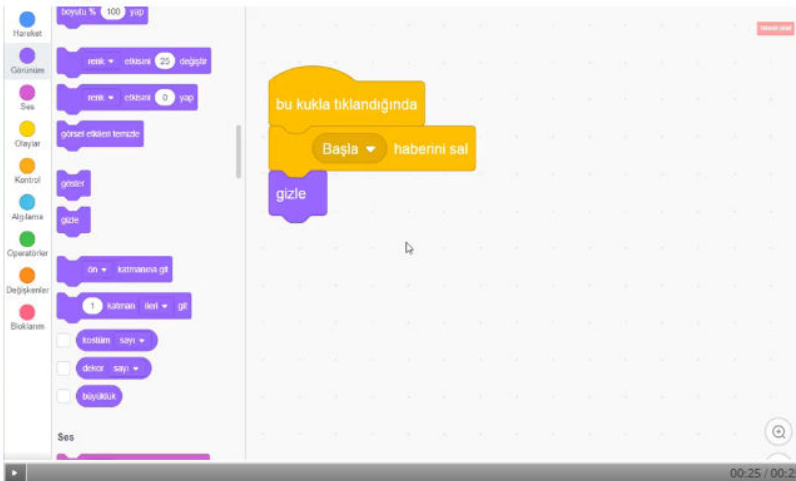 Hareket
Görünüm
Ses
Olaylar
Kontrol
Algılama
Operatörler
Değişkenler
Bloklarım
boyutu % 100 yap
renk etkisini 25 değiştir
renk etkisini 0 yap
görsel etkileri temizle
göster
gizle
ön katmanına git
1 katman ileri git
kostüm sayı
dekor sayı
büyüklük
Ses
bu kukla tıklandığında
Başla haberini sal
gizle
00:25 / 00:25